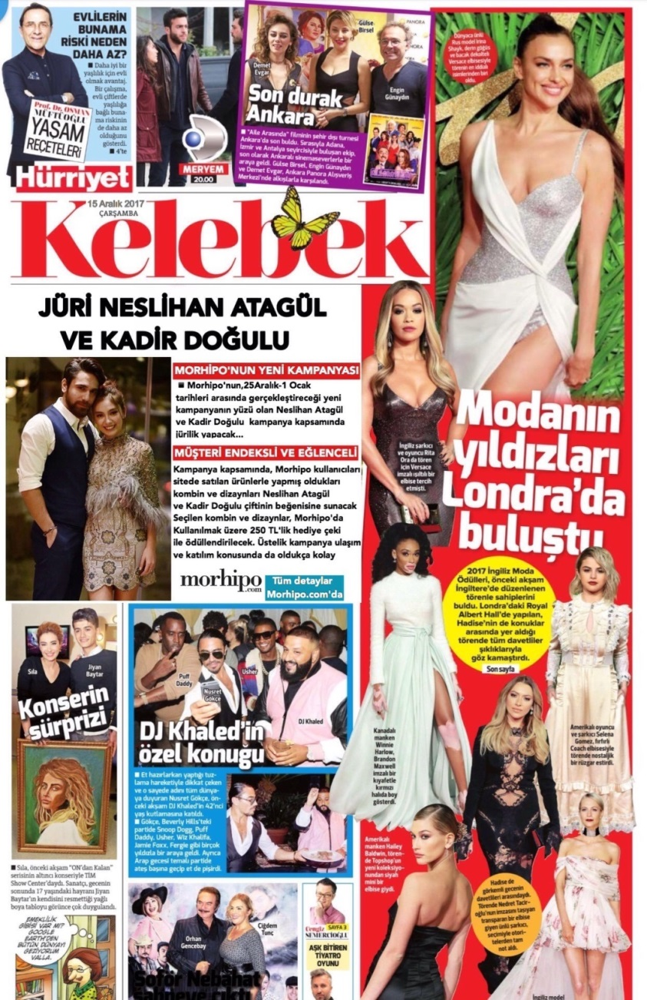 EVLİLERİN
BUNAMA
RİSKİ NEDEN
DAHA AZ?
■ Daha iyi bir
yaşlılık için evli
olmak avantaj.
Bir çalışma,
evli çiftlerde
yaşlılığa
bağlı buna-
ma riskinin
de daha az
olduğunu
gösterdi.
■ 4'te
Prof. Dr. OSMAN
MÜFTÜOĞLU
YAŞAM
REÇETELERİ
MERYEM
20.00
PANORA
Gülse
Birsel
Demet
Evgar
Engin
Günaydın
Son durak
Ankara
■ "Aile Arasında" filminin şehir dışı turnesi
Ankara'da son buldu. Sırasıyla Adana,
İzmir ve Antalya seyircisiyle buluşan ekip,
son olarak Ankaralı sinemaseverlerle bir
araya geldi. Gülse Birsel, Engin Günaydın
ve Demet Evgar, Ankara Panora Alışveriş
Merkezi'nde alkışlarla karşılandı.
Dünyaca ünlü
Rus model Irina
Shayk, derin göğüs
ve bacak dekolteli
Versace elbisesiyle
törenin en iddialı
isimlerinden biri
oldu.
Hürriyet
15 Aralık 2017
ÇARŞAMBA
Kelebek
JÜRİ NESLİHAN ATAGÜL
VE KADİR DOĞULU
MORHİPO'NUN YENİ KAMPANYASI
■ Morhipo'nun,25Aralık-1 Ocak
tarihleri arasında gerçekleştireceği yeni
kampanyanın yüzü olan Neslihan Atagül
ve Kadir Doğulu kampanya kapsamında
jürilik yapacak...
MÜŞTERİ ENDEKSLİ VE EĞLENCELİ
Kampanya kapsamında, Morhipo kullanıcıları
sitede satılan ürünlerle yapmış oldukları
kombin ve dizaynları Neslihan Atagül
ve Kadir Doğulu çiftinin beğenisine sunacak
Seçilen kombin ve dizaynlar, Morhipo'da
Kullanılmak üzere 250 TL'lik hediye çeki
ile ödüllendirilecek. Üstelik kampanya ulaşım
ve katılım konusunda da oldukça kolay
morhipo
.com
Tüm detaylar
Morhipo.com'da
Modanın
yıldızları
Londra'da
buluştu
İngiliz şarkıcı
ve oyuncu Rita
Ora da tören
için Versace
imzalı ışıltılı bir
elbise tercih
etmişti.
2017 İngiliz Moda
Ödülleri, önceki akşam
İngiltere'de düzenlenen
törenle sahiplerini
buldu. Londra'daki Royal
Albert Hall'de yapılan,
Hadise'nin de konuklar
arasında yer aldığı
törende tüm davetliler
şıklıklarıyla
göz kamaştırdı.
Son sayfa
Kanadalı
manken
Winnie
Harlow,
Brandon
Maxwell
imzalı bir
kıyafetle
kırmızı
halıda boy
gösterdi.
Amerikalı oyuncu
ve şarkıcı Selena
Gomez, fırfırlı
Coach elbisesiyle
törende nostaljik
bir rüzgar estirdi.
Amerikalı
manken Hailey
Baldwin, tören-
de Topshop'un
yeni koleksiyo-
nundan siyah
mini bir
elbise giydi.
Hadise de
görkemli gecenin
davetlileri arasındaydı.
Törende Nedret Tacir-
oğlu'nun imzasını taşıyan
transparan bir elbise
giyen ünlü şarkıcı,
seçimiyle otori-
telerden tam
not aldı.
İngiliz model
Sıla
Jiyan
Baytar
Konserin
sürprizi
■ Sıla, önceki akşam "ON'dan Kalan"
serisinin altıncı konseriyle TİM
Show Center'daydı. Sanatçı, gecenin
sonunda 17 yaşındaki hayranı Jiyan
Baytar'ın kendisini resmettiği yağlı
boya tabloyu görünce çok duygulandı.
EMEKLİLİK
GİBİSİ VAR MI?
GOOGLE
EARTH'DEN
BÜTÜN DÜNYAYI
GEZİYORUM
VALLA.
Puff
Daddy
Nusret
Gökçe
Usher
DJ Khaled
DJ Khaled'in
özel konuğu
■ Et hazırlarkan yaptığı tuz-
lama hareketiyle dikkat çeken
ve o sayede adını tüm dünya-
ya duyuran Nusret Gökçe, ön-
ceki akşam DJ Khaled'in 42'nci
yaş kutlamasına katıldı.
■ Gökçe, Beverly Hills'teki
partide Snoop Dogg, Puff
Daddy, Usher, Wiz Khalifa,
Jamie Foxx, Fergie gibi birçok
yıldızla bir araya geldi. Ayrıca
Arap gecesi temalı partide
ateş başına geçip et de pişirdi.
Orhan
Gencebay
Çiğdem
Tunç
Şoför Nebahat
sahneye çıktı
Cengiz
SEMERCİOĞLU
SAYFA 3
AŞK BİTİREN
TİYATRO
OYUNU